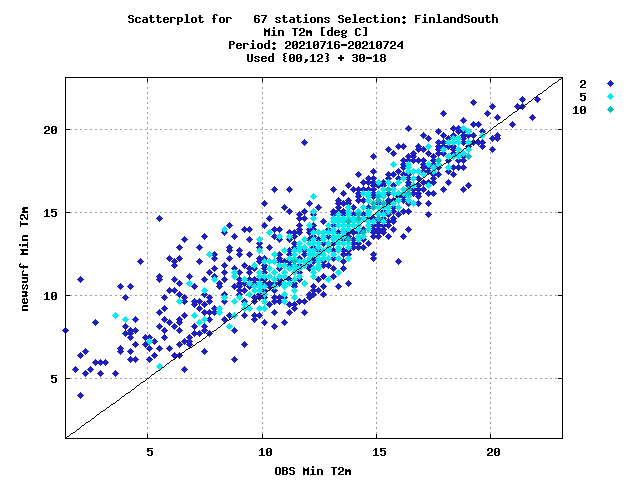 Scatterplot for 67 stations Selection: FinlandSouth
Min T2m [deg C]
Period: 20210716-20210724
Used {00,12} + 30-18
2
5
10
20
15
10
5
newsurf Min T2m
5 10 15 20
OBS Min T2m